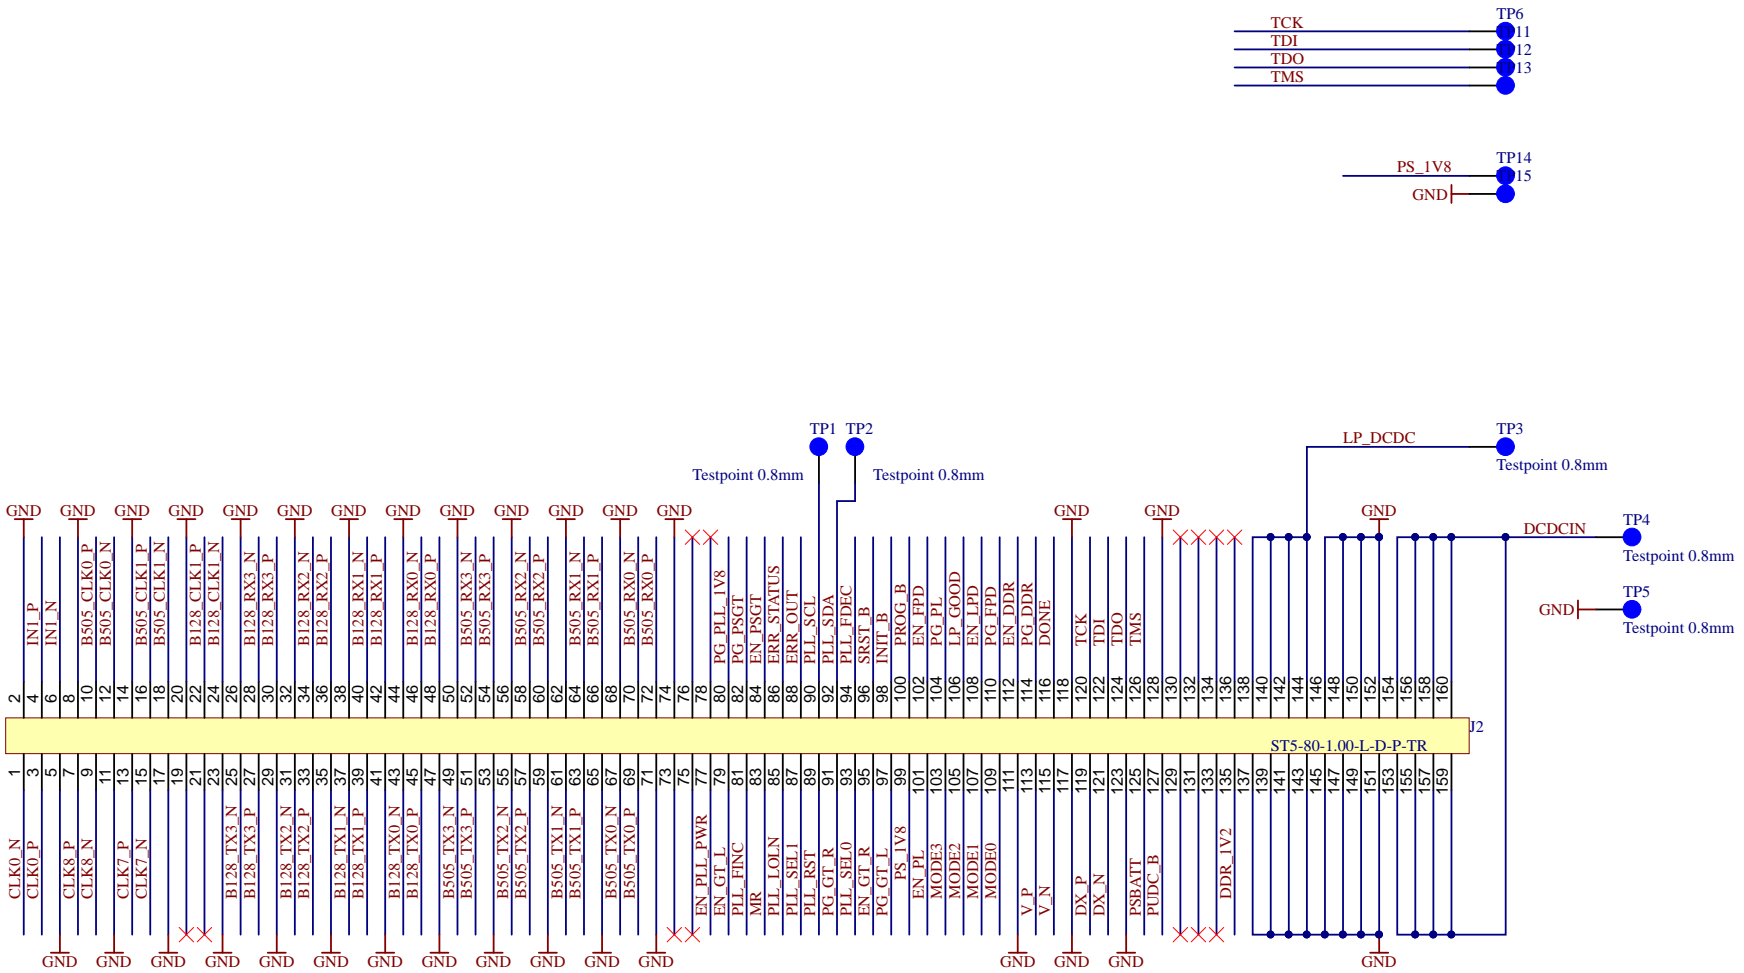 TP6
TCK
TP11
TDI
TP12
TDO
TP13
TMS
TP14
PS_1V8
TP15
GND
TP1 TP2
Testpoint 0.8mm Testpoint 0.8mm
LP_DCDC
TP3
Testpoint 0.8mm
DCDCIN
TP4
Testpoint 0.8mm
GND
TP5
Testpoint 0.8mm
GND GND GND GND GND GND GND GND GND GND GND GND GND GND GND GND
IN1_P
IN1_N
B505_CLK0_P
B505_CLK0_N
B505_CLK1_P
B505_CLK1_N
B128_CLK1_P
B128_CLK1_N
B128_RX3_N
B128_RX3_P
B128_RX2_N
B128_RX2_P
B128_RX1_N
B128_RX1_P
B128_RX0_N
B128_RX0_P
B505_RX3_N
B505_RX3_P
B505_RX2_N
B505_RX2_P
B505_RX1_N
B505_RX1_P
B505_RX0_N
B505_RX0_P
PG_PLL_1V8
PG_PSGT
EN_PSGT
ERR_STATUS
ERR_OUT
PLL_SCL
PLL_SDA
PLL_FDEC
SRST_B
INIT_B
PROG_B
EN_FPD
PG_PL
LP_GOOD
EN_LPD
PG_FPD
EN_DDR
PG_DDR
DONE
TCK
TDI
TDO
TMS
2 4 6 8 10 12 14 16 18 20 22 24 26 28 30 32 34 36 38 40 42 44 46 48 50 52 54 56 58 60 62 64 66 68 70 72 74 76 78 80 82 84 86 88 90 92 94 96 98 100 102 104 106 108 110 112 114 116 118 120 122 124 126 128 130 132 134 136 138 140 142 144 146 148 150 152 154 156 158 160
J2
ST5-80-1.00-L-D-P-TR
1 3 5 7 9 11 13 15 17 19 21 23 25 27 29 31 33 35 37 39 41 43 45 47 49 51 53 55 57 59 61 63 65 67 69 71 73 75 77 79 81 83 85 87 89 91 93 95 97 99 101 103 105 107 109 111 113 115 117 119 121 123 125 127 129 131 133 135 137 139 141 143 145 147 149 151 153 155 157 159
CLK0_N
CLK0_P
CLK8_P
CLK8_N
CLK7_P
CLK7_N
B128_TX3_N
B128_TX3_P
B128_TX2_N
B128_TX2_P
B128_TX1_N
B128_TX1_P
B128_TX0_N
B128_TX0_P
B505_TX3_N
B505_TX3_P
B505_TX2_N
B505_TX2_P
B505_TX1_N
B505_TX1_P
B505_TX0_N
B505_TX0_P
EN_PLL_PWR
EN_GT_L
PLL_FINC
MR
PLL_LOLN
PLL_SEL1
PLL_RST
PG_GT_R
PLL_SEL0
EN_GT_R
PG_GT_L
PS_1V8
EN_PL
MODE3
MODE2
MODE1
MODE0
V_P
V_N
DX_P
DX_N
PSBATT
PUDC_B
DDR_1V2
GND GND GND GND GND GND GND GND GND GND GND GND GND GND GND GND